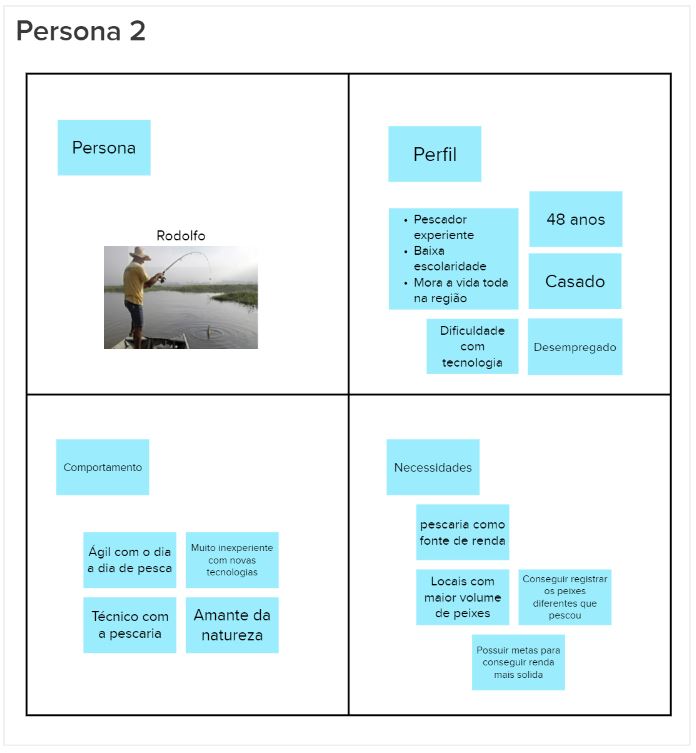 Persona 2
Persona
Rodolfo
Perfil
• Pescador
experiente
• Baixa
escolaridade
• Mora a vida toda
na região
48 anos
Casado
Dificuldade
com
tecnologia
Desempregado
Comportamento
Ágil com o dia
a dia de pesca
Muito inexperiente
com novas
tecnologias
Técnico com
a pescaria
Amante da
natureza
Necessidades
pescaria como
fonte de renda
Locais com
maior volume
de peixes
Conseguir registrar
os peixes
diferentes que
pescou
Possuir metas para
conseguir renda
mais solida